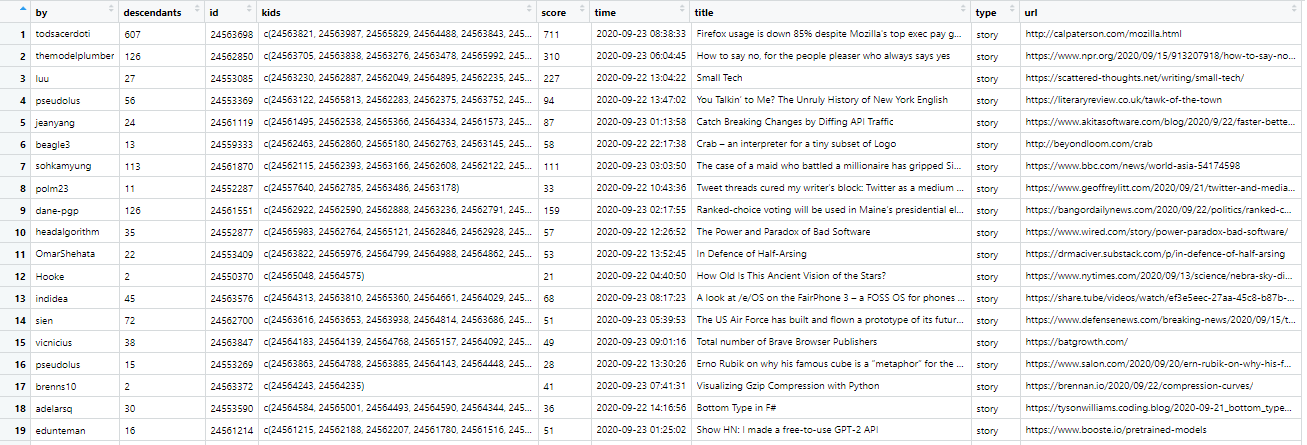 by descendants id kids score time title type url
1 todsacerdoti 607 24563698 c(24563821, 24563987, 24565829, 24564488, 24563843, 245... 711 2020-09-23 08:38:33 Firefox usage is down 85% despite Mozilla's top exec pay g... story http://calpaterson.com/mozilla.html
2 themodelplumber 126 24562850 c(24563705, 24563838, 24563276, 24563478, 24565992, 245... 310 2020-09-23 06:04:45 How to say no, for the people pleaser who always says yes story https://www.npr.org/2020/09/15/913207918/how-to-say-no...
3 luu 27 24553085 c(24563230, 24562887, 24562049, 24564895, 24562235, 245... 227 2020-09-22 13:04:22 Small Tech story https://scattered-thoughts.net/writing/small-tech/
4 pseudolus 56 24553369 c(24563122, 24565813, 24562283, 24562375, 24563752, 245... 94 2020-09-22 13:47:02 You Talkin' to Me? The Unruly History of New York English story https://literaryreview.co.uk/tawk-of-the-town
5 jeanyang 24 24561119 c(24561495, 24562538, 24565366, 24564334, 24561573, 245... 87 2020-09-23 01:13:58 Catch Breaking Changes by Diffing API Traffic story https://www.akitasoftware.com/blog/2020/9/22/faster-bette...
6 beagle3 13 24559333 c(24562463, 24562860, 24565180, 24562763, 24563145, 245... 58 2020-09-22 22:17:38 Crab – an interpreter for a tiny subset of Logo story http://beyondloom.com/crab
7 sohkamyung 113 24561870 c(24562115, 24562393, 24563166, 24562608, 24562122, 245... 111 2020-09-23 03:03:50 The case of a maid who battled a millionaire has gripped Si... story https://www.bbc.com/news/world-asia-54174598
8 polm23 11 24552287 c(24557640, 24562785, 24563486, 24563178) 33 2020-09-22 10:43:36 Tweet threads cured my writer's block: Twitter as a medium ... story https://www.geoffreylitt.com/2020/09/21/twitter-and-media...
9 dane-pgp 126 24561551 c(24562922, 24562590, 24562888, 24563236, 24562791, 245... 159 2020-09-23 02:17:55 Ranked-choice voting will be used in Maine's presidential el... story https://bangordailynews.com/2020/09/22/politics/ranked-c...
10 headalgorithm 35 24552877 c(24565983, 24562764, 24565121, 24562846, 24562928, 245... 57 2020-09-22 12:26:52 The Power and Paradox of Bad Software story https://www.wired.com/story/power-paradox-bad-software/
11 OmarShehata 22 24553409 c(24563822, 24565976, 24564799, 24564988, 24564862, 245... 53 2020-09-22 13:52:45 In Defence of Half-Arsing story https://drmaciver.substack.com/p/in-defence-of-half-arsing
12 Hooke 2 24550370 c(24565048, 24564575) 21 2020-09-22 04:40:50 How Old Is This Ancient Vision of the Stars? story https://www.nytimes.com/2020/09/13/science/nebra-sky-di...
13 indidea 45 24563576 c(24564313, 24563810, 24565360, 24564661, 24564029, 245... 68 2020-09-23 08:17:23 A look at /e/OS on the FairPhone 3 – a FOSS OS for phones ... story https://share.tube/videos/watch/ef3e5eec-27aa-45c8-b87b-...
14 sien 72 24562700 c(24563616, 24563653, 24563938, 24564814, 24563686, 245... 51 2020-09-23 05:39:53 The US Air Force has built and flown a prototype of its futur... story https://www.defensenews.com/breaking-news/2020/09/15/t...
15 vicnicius 38 24563847 c(24564183, 24564139, 24564768, 24565157, 24564092, 245... 49 2020-09-23 09:01:16 Total number of Brave Browser Publishers story https://batgrowth.com/
16 pseudolus 15 24553269 c(24563863, 24564788, 24563885, 24564143, 24564448, 245... 28 2020-09-22 13:30:26 Erno Rubik on why his famous cube is a "metaphor" for the ... story https://www.salon.com/2020/09/20/ern-rubik-on-why-his-f...
17 brenns10 2 24563372 c(24564243, 24564235) 41 2020-09-23 07:41:31 Visualizing Gzip Compression with Python story https://brennan.io/2020/09/22/compression-curves/
18 adelarsq 30 24553590 c(24564584, 24565001, 24564493, 24564590, 24564344, 245... 36 2020-09-22 14:16:56 Bottom Type in F# story https://tysonwilliams.coding.blog/2020-09-21_bottom_type...
19 edunteman 16 24561214 c(24561215, 24562188, 24562207, 24561780, 24561516, 245... 51 2020-09-23 01:25:02 Show HN: I made a free-to-use GPT-2 API story https://www.booste.io/pretrained-models